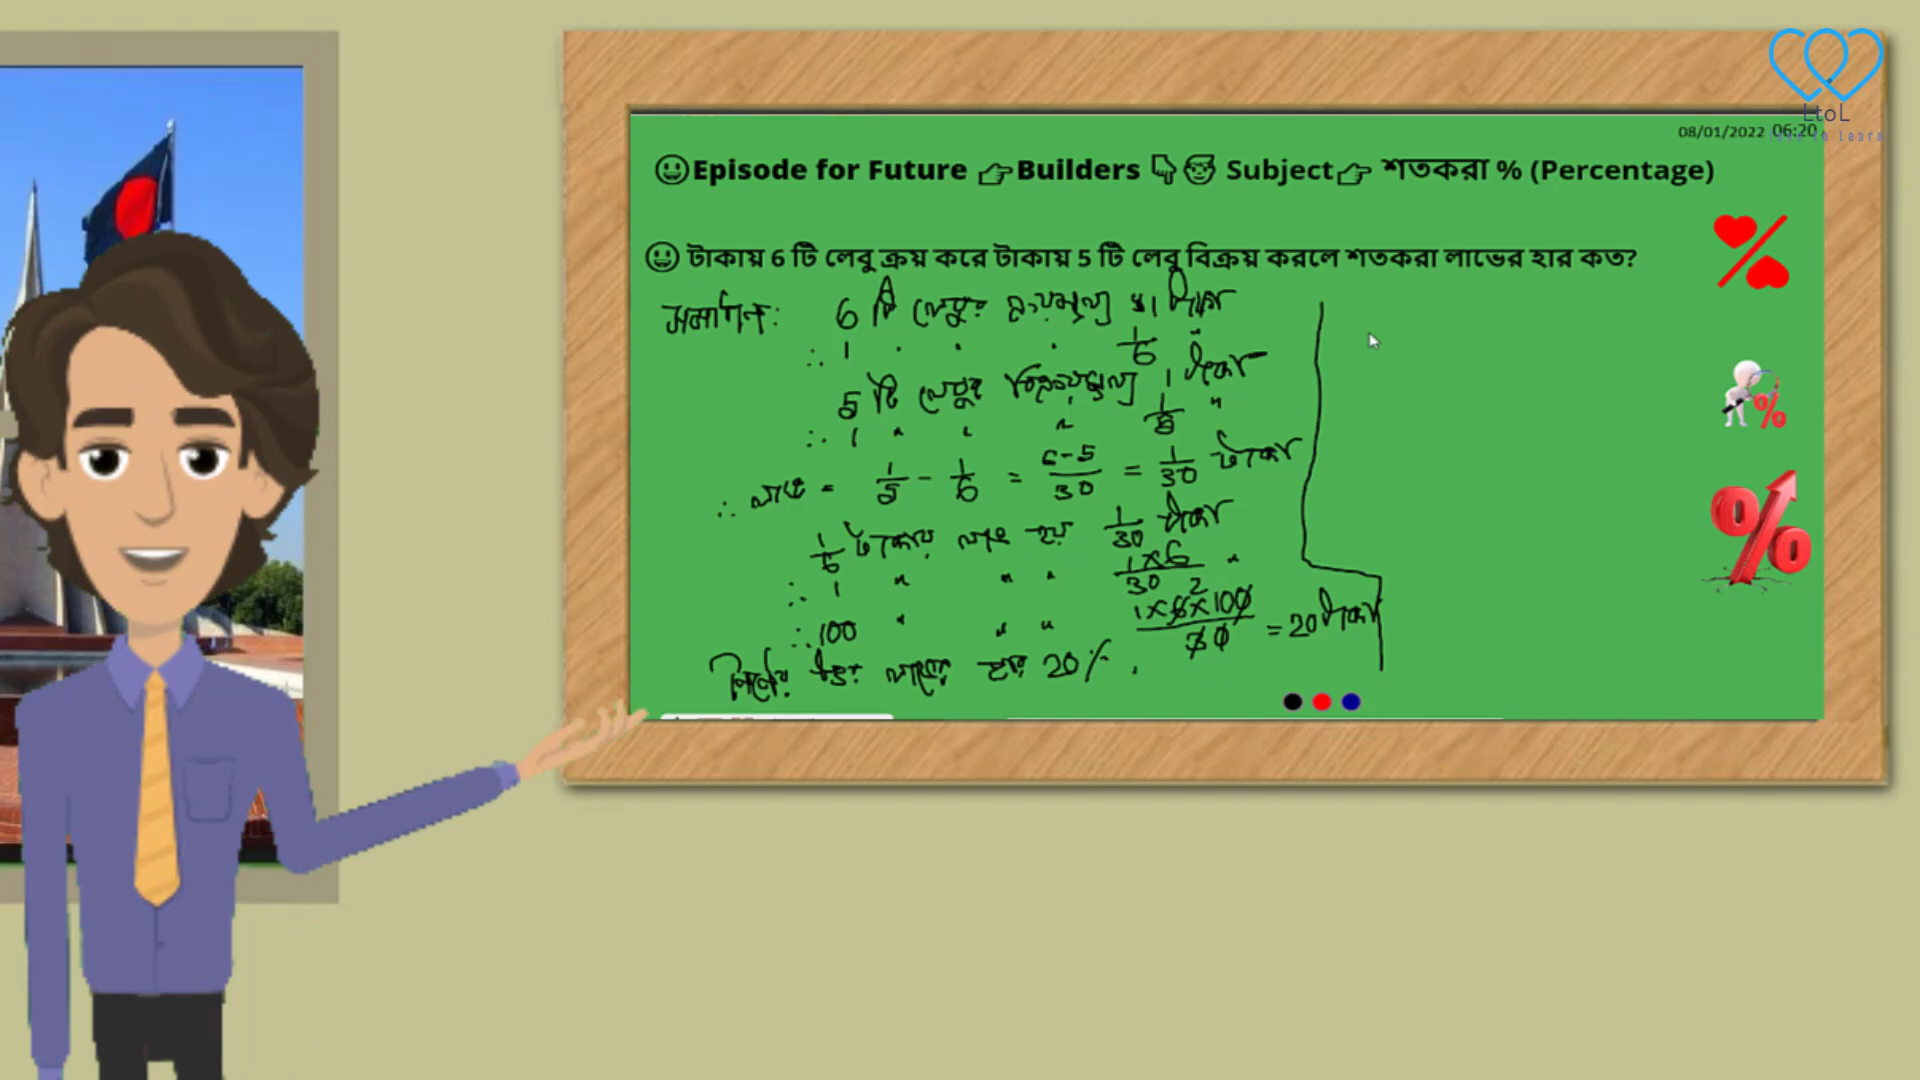 LtoL
08/01/2022 06:20
Episode for Future Builders Subject শতকরা % (Percentage)
টাকায় 6 টি লেবু ক্রয় করে টাকায় 5 টি লেবু বিক্রয় করলে শতকরা লাভের হার কত?
সমাধান: 6 টি লেবুর ক্রয়মূল্য 1 টাকা
∴ 1 " " " 1/6 "
5 টি লেবুর বিক্রয়মূল্য 1 টাকা
∴ 1 " " " 1/5 "
∴ লাভ = 1/5 - 1/6 = 6-5/30 = 1/30 টাকা
1/6 টাকায় লাভ হয় 1/30 টাকা
∴ 1 " " " 1×6/30 "
∴ 100 " " " 1×6×100/30 = 20 টাকা
নির্ণেয় লাভের হার 20%.